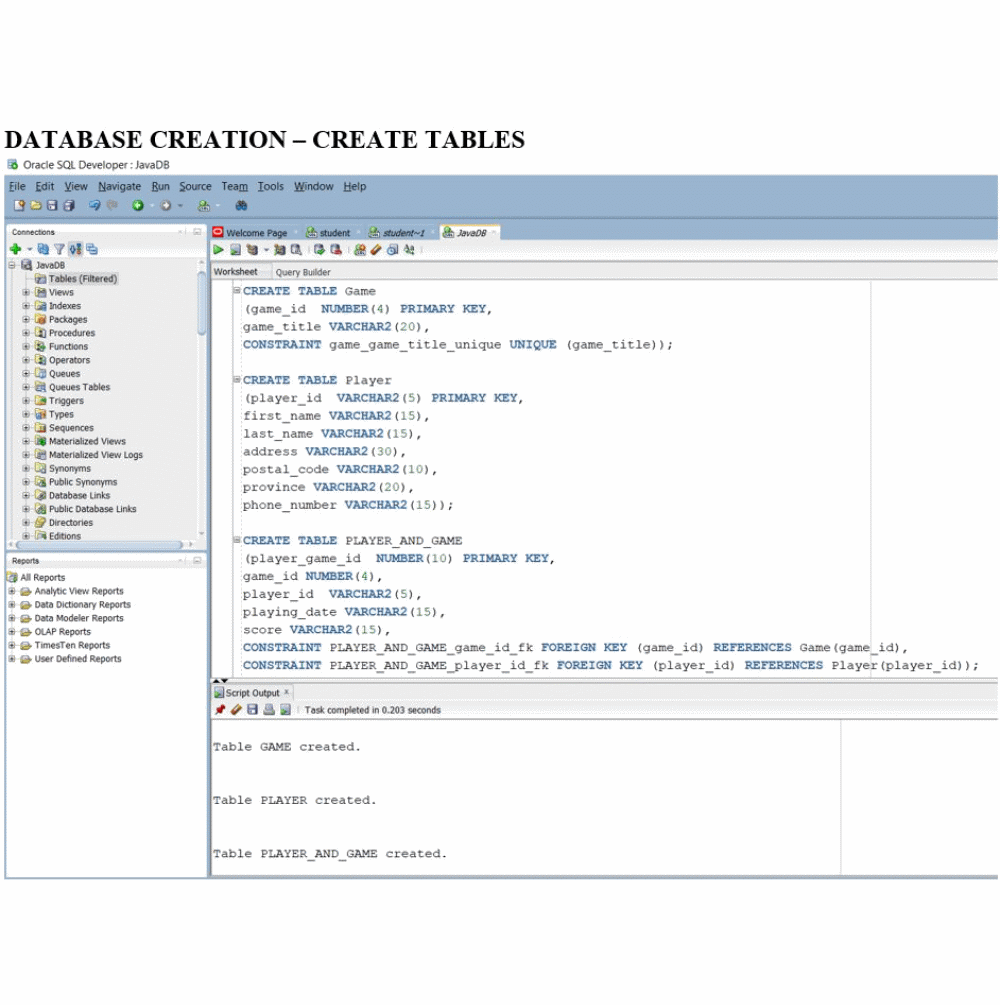 DATABASE CREATION – CREATE TABLES
Oracle SQL Developer : JavaDB
File Edit View Navigate Run Source Team Tools Window Help
Connections
JavaDB
Tables (Filtered)
Views
Indexes
Packages
Procedures
Functions
Operators
Queues
Queues Tables
Triggers
Types
Sequences
Materialized Views
Materialized View Logs
Synonyms
Public Synonyms
Database Links
Public Database Links
Directories
Editions
Reports
All Reports
Analytic View Reports
Data Dictionary Reports
Data Modeler Reports
OLAP Reports
TimesTen Reports
User Defined Reports
Welcome Page student student~1 JavaDB
Worksheet Query Builder
CREATE TABLE Game
(game_id NUMBER(4) PRIMARY KEY,
game_title VARCHAR2(20),
CONSTRAINT game_game_title_unique UNIQUE (game_title));
CREATE TABLE Player
(player_id VARCHAR2(5) PRIMARY KEY,
first_name VARCHAR2(15),
last_name VARCHAR2(15),
address VARCHAR2(30),
postal_code VARCHAR2(10),
province VARCHAR2(20),
phone_number VARCHAR2(15));
CREATE TABLE PLAYER_AND_GAME
(player_game_id NUMBER(10) PRIMARY KEY,
game_id NUMBER(4),
player_id VARCHAR2(5),
playing_date VARCHAR2(15),
score VARCHAR2(15),
CONSTRAINT PLAYER_AND_GAME_game_id_fk FOREIGN KEY (game_id) REFERENCES Game(game_id),
CONSTRAINT PLAYER_AND_GAME_player_id_fk FOREIGN KEY (player_id) REFERENCES Player(player_id));
Script Output x
Task completed in 0.203 seconds
Table GAME created.
Table PLAYER created.
Table PLAYER_AND_GAME created.